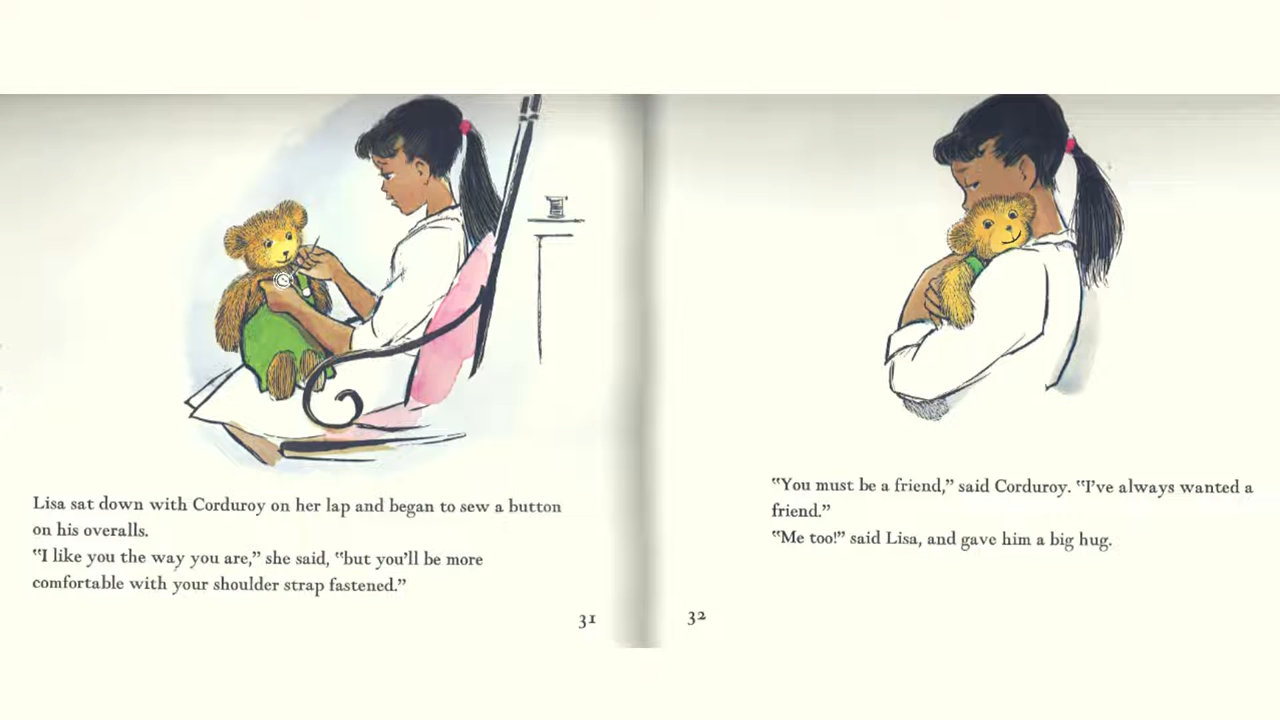 Lisa sat down with Corduroy on her lap and began to sew a button
on his overalls.
“I like you the way you are,” she said, “but you’ll be more
comfortable with your shoulder strap fastened.”
31
“You must be a friend,” said Corduroy. “I’ve always wanted a
friend.”
“Me too!” said Lisa, and gave him a big hug.
32